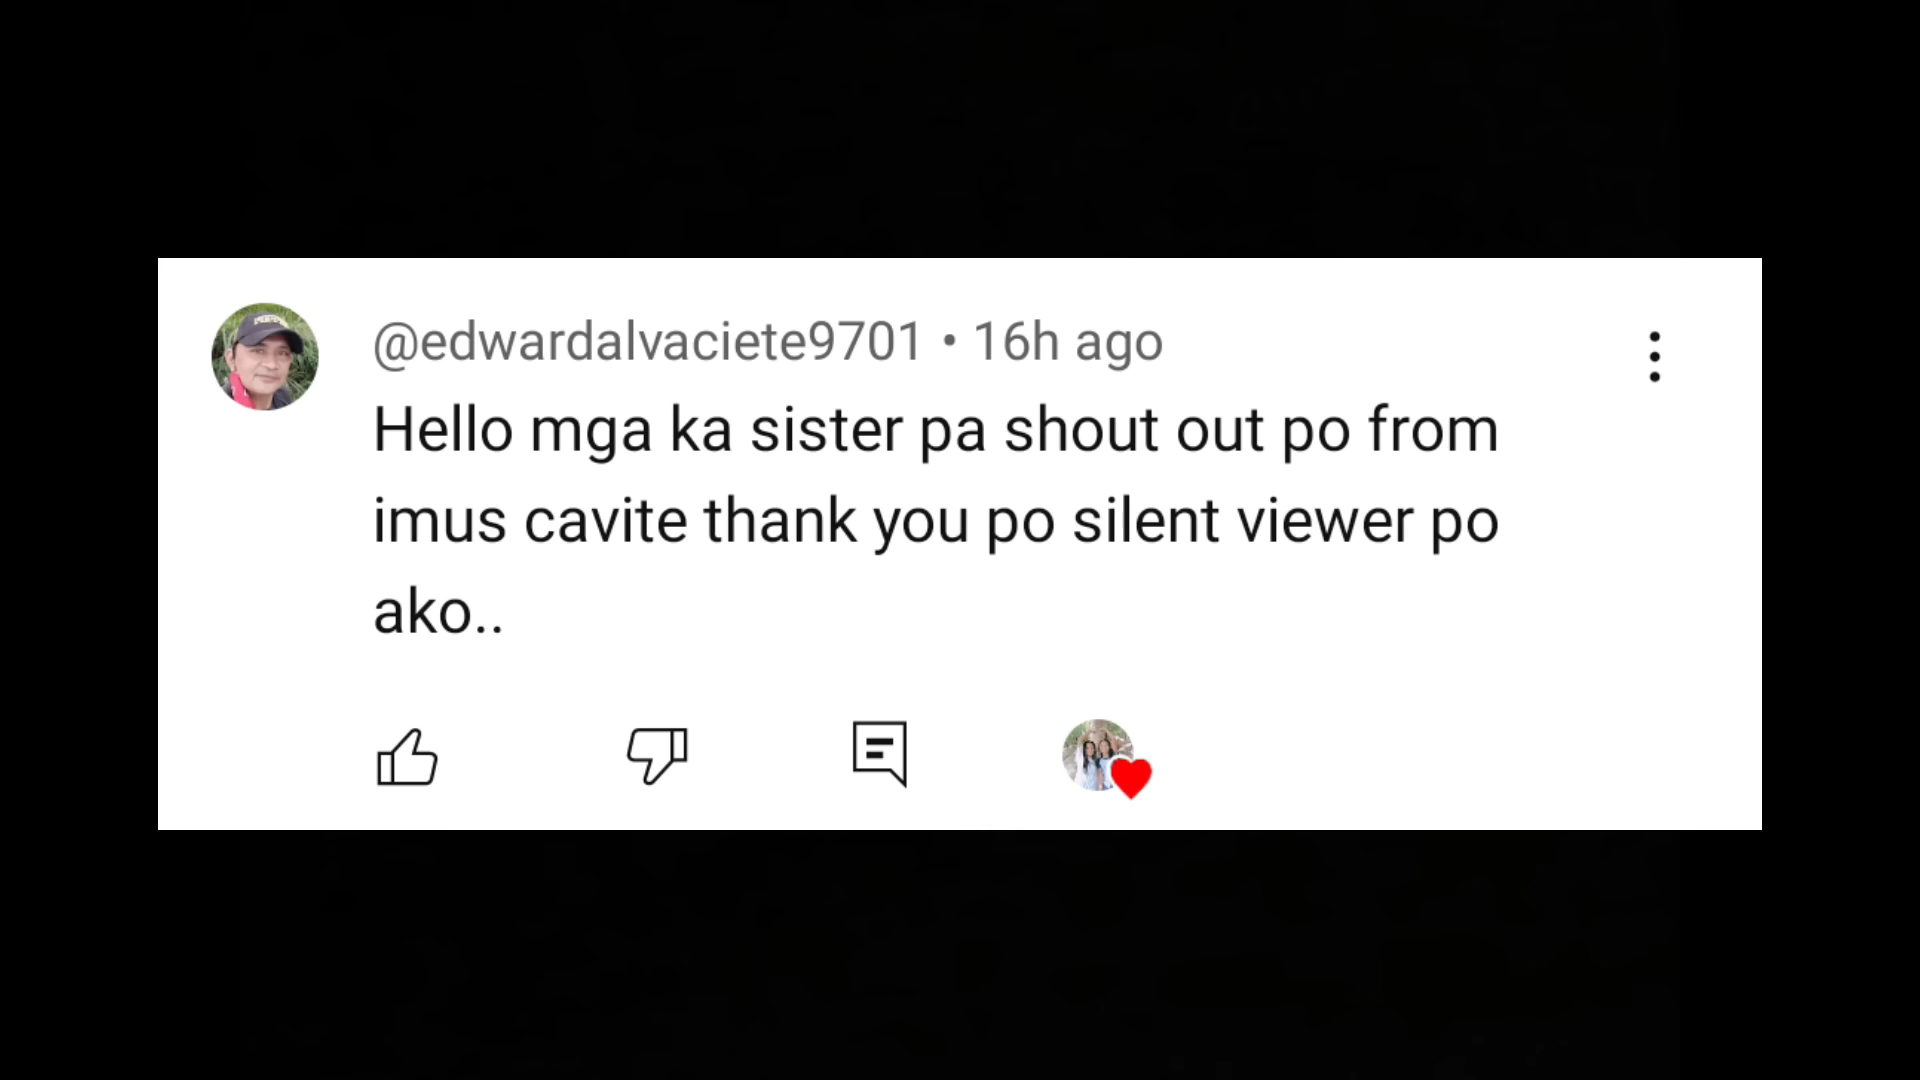 @edwardalvaciete9701 • 16h ago
Hello mga ka sister pa shout out po from
imus cavite thank you po silent viewer po
ako..